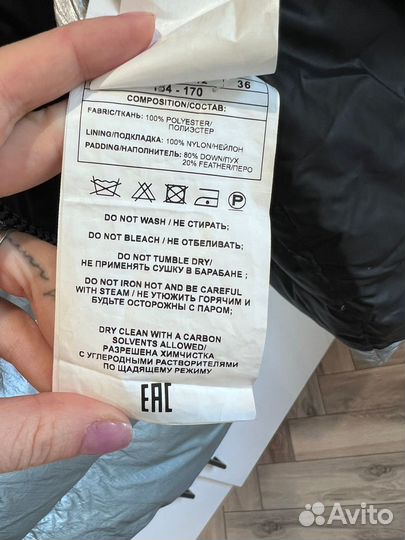 36
164 - 170
COMPOSITION/СОСТАВ:
FABRIC/ТКАНЬ: 100% POLYESTER/
ПОЛИЭСТЕР
LINING/ПОДКЛАДКА: 100% NYLON/НЕЙЛОН
PADDING/НАПОЛНИТЕЛЬ: 80% DOWN/ПУХ
20% FEATHER/ПЕРО
P
DO NOT WASH / НЕ СТИРАТЬ;
DO NOT BLEACH / НЕ ОТБЕЛИВАТЬ;
DO NOT TUMBLE DRY/
НЕ ПРИМЕНЯТЬ СУШКУ В БАРАБАНЕ ;
DO NOT IRON HOT AND BE CAREFUL
WITH STEAM / НЕ УТЮЖИТЬ ГОРЯЧИМ И
БУДЬТЕ ОСТОРОЖНЫ С ПАРОМ;
DRY CLEAN WITH A CARBON
SOLVENTS ALLOWED/
РАЗРЕШЕНА ХИМЧИСТКА
С УГЛЕРОДНЫМИ РАСТВОРИТЕЛЯМИ
ПО ЩАДЯЩЕМУ РЕЖИМУ
EAC
Avito